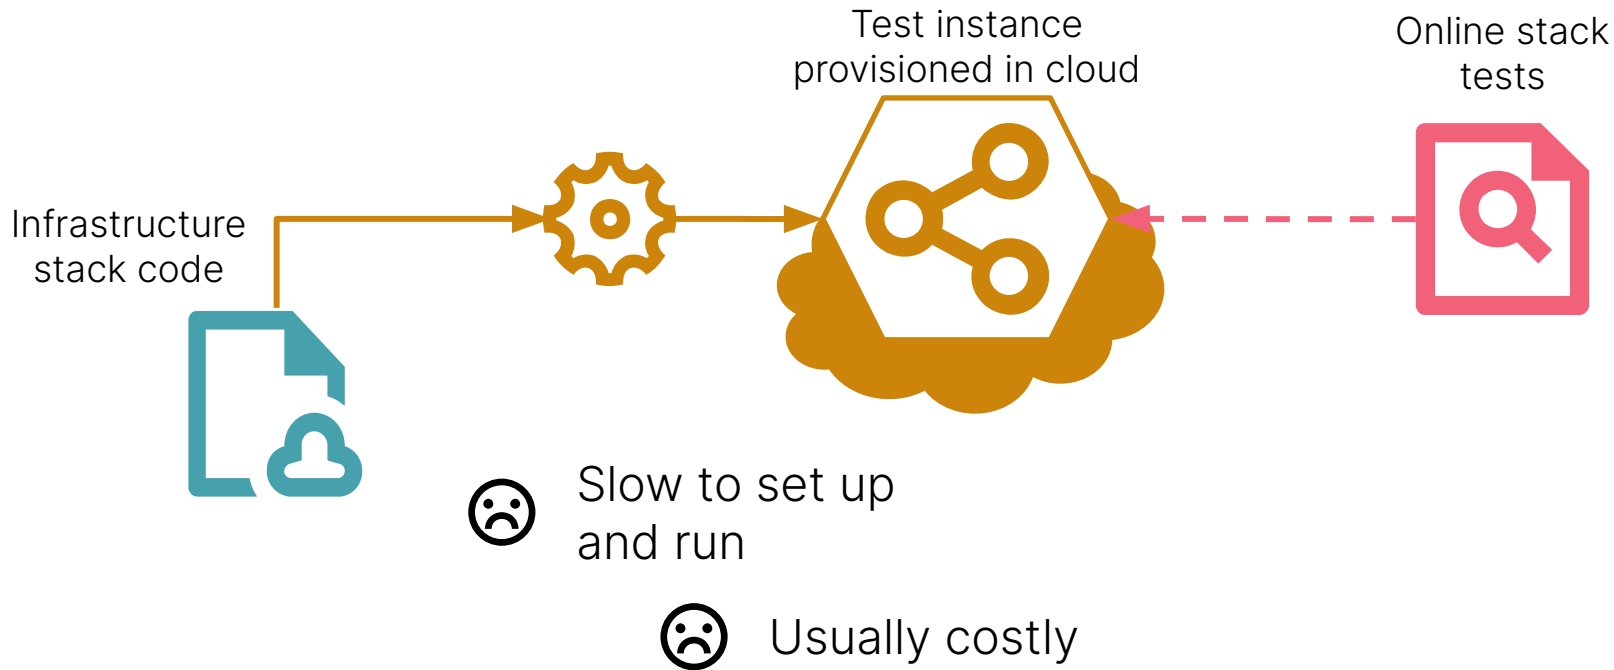 Test instance
provisioned in cloud
Online stack
tests
Infrastructure
stack code
Slow to set up
and run
Usually costly